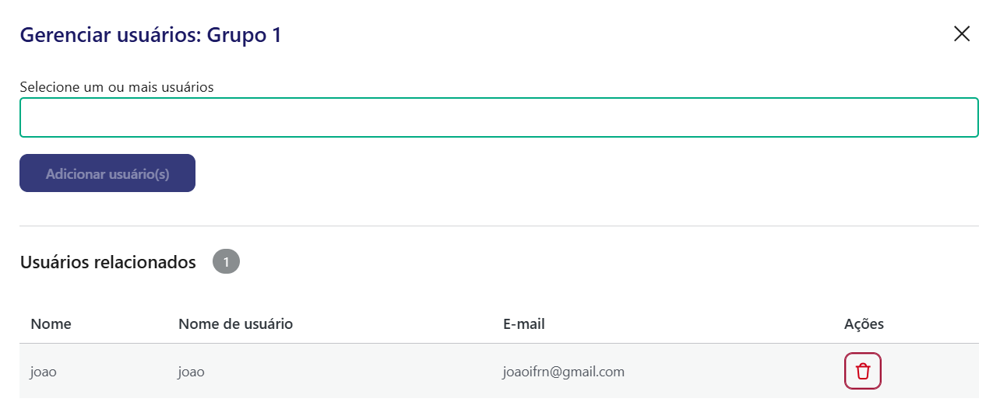 Gerenciar usuários: Grupo 1
Selecione um ou mais usuários
Adicionar usuário(s)
Usuários relacionados 1
Nome Nome de usuário E-mail Ações
joao joao joaoifrn@gmail.com